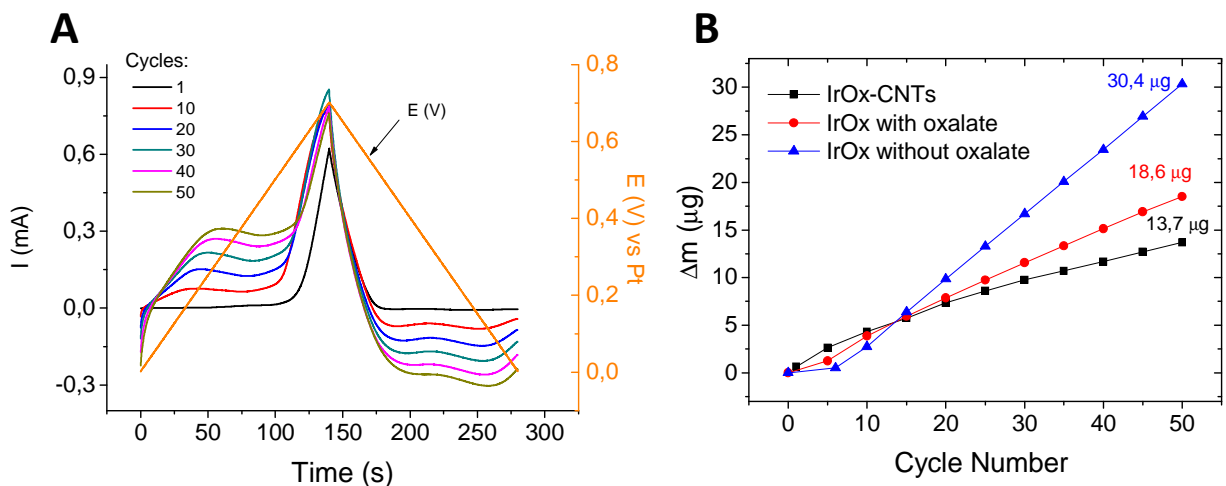 A
Cycles:
1
10
20
30
40
50
E (V)
0,9
0,6
0,3
0,0
-0,3
I (mA)
0,8
0,6
0,4
0,2
0,0
E (V) vs Pt
0
50
100
150
200
250
300
Time (s)
B
IrOx-CNTs
IrOx with oxalate
IrOx without oxalate
30,4 µg
18,6 µg
13,7 µg
30
25
20
15
10
5
0
Δm (µg)
0
10
20
30
40
50
Cycle Number